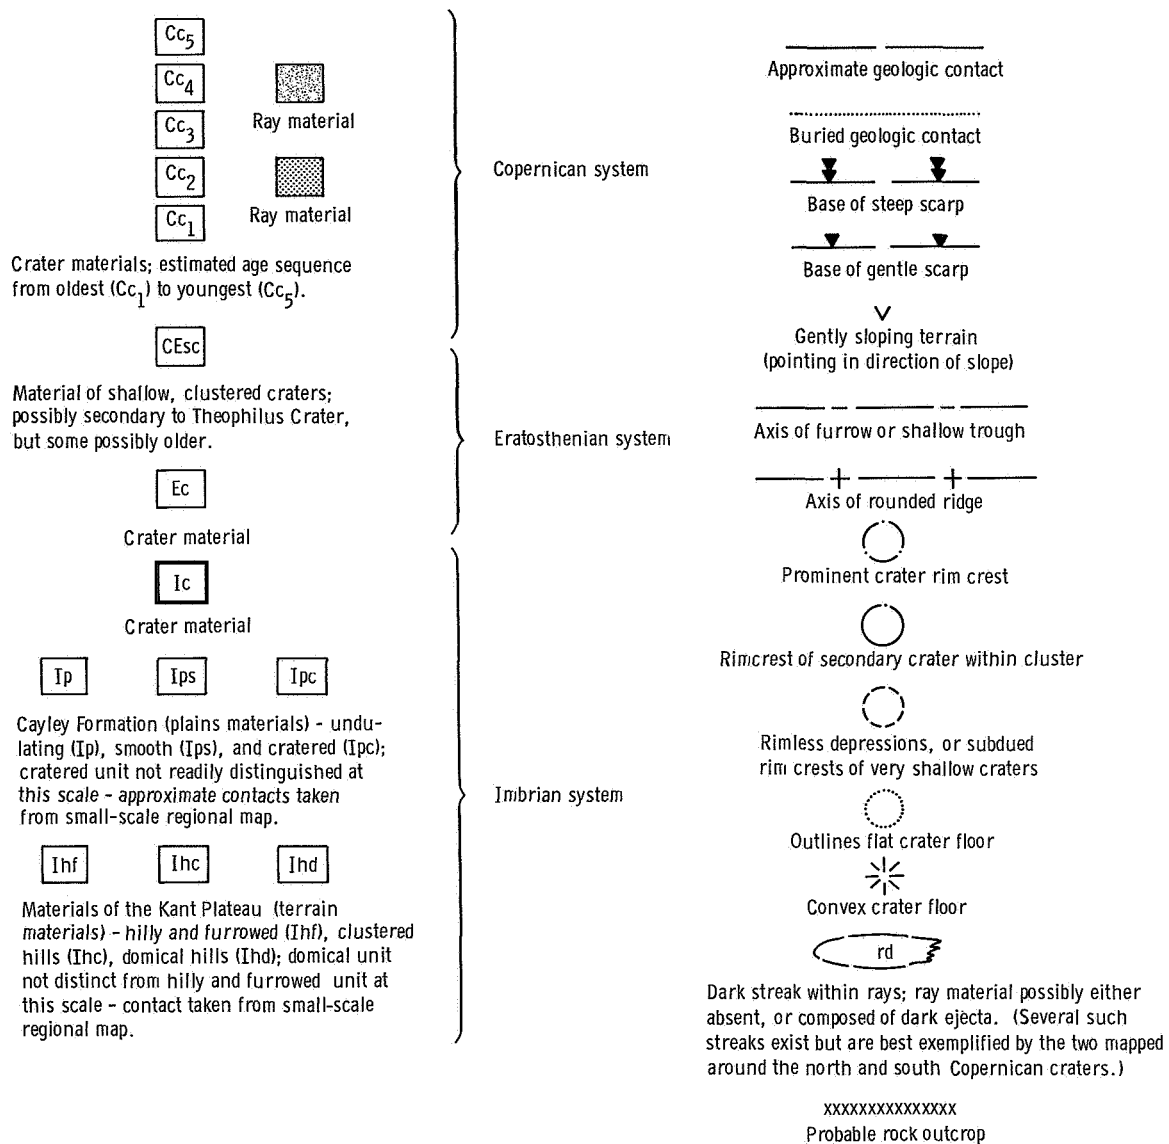 Cc5
Cc4
Ray material
Cc3
Cc2
Ray material
Cc1
Crater materials; estimated age sequence
from oldest (Cc1) to youngest (Cc5).
CEsc
Material of shallow, clustered craters;
possibly secondary to Theophilus Crater,
but some possibly older.
Ec
Crater material
Ic
Crater material
Ip Ips Ipc
Cayley Formation (plains materials) - undu-
lating (Ip), smooth (Ips), and cratered (Ipc);
cratered unit not readily distinguished at
this scale - approximate contacts taken
from small-scale regional map.
Ihf Ihc Ihd
Materials of the Kant Plateau (terrain
materials) - hilly and furrowed (Ihf), clustered
hills (Ihc), domical hills (Ihd); domical unit
not distinct from hilly and furrowed unit at
this scale - contact taken from small-scale
regional map.
Copernican system
Eratosthenian system
Imbrian system
Approximate geologic contact
Buried geologic contact
Base of steep scarp
Base of gentle scarp
Gently sloping terrain
(pointing in direction of slope)
Axis of furrow or shallow trough
Axis of rounded ridge
Prominent crater rim crest
Rimcrest of secondary crater within cluster
Rimless depressions, or subdued
rim crests of very shallow craters
Outlines flat crater floor
Convex crater floor
rd
Dark streak within rays; ray material possibly either
absent, or composed of dark ejecta. (Several such
streaks exist but are best exemplified by the two mapped
around the north and south Copernican craters.)
xxxxxxxxxxxxxxx
Probable rock outcrop